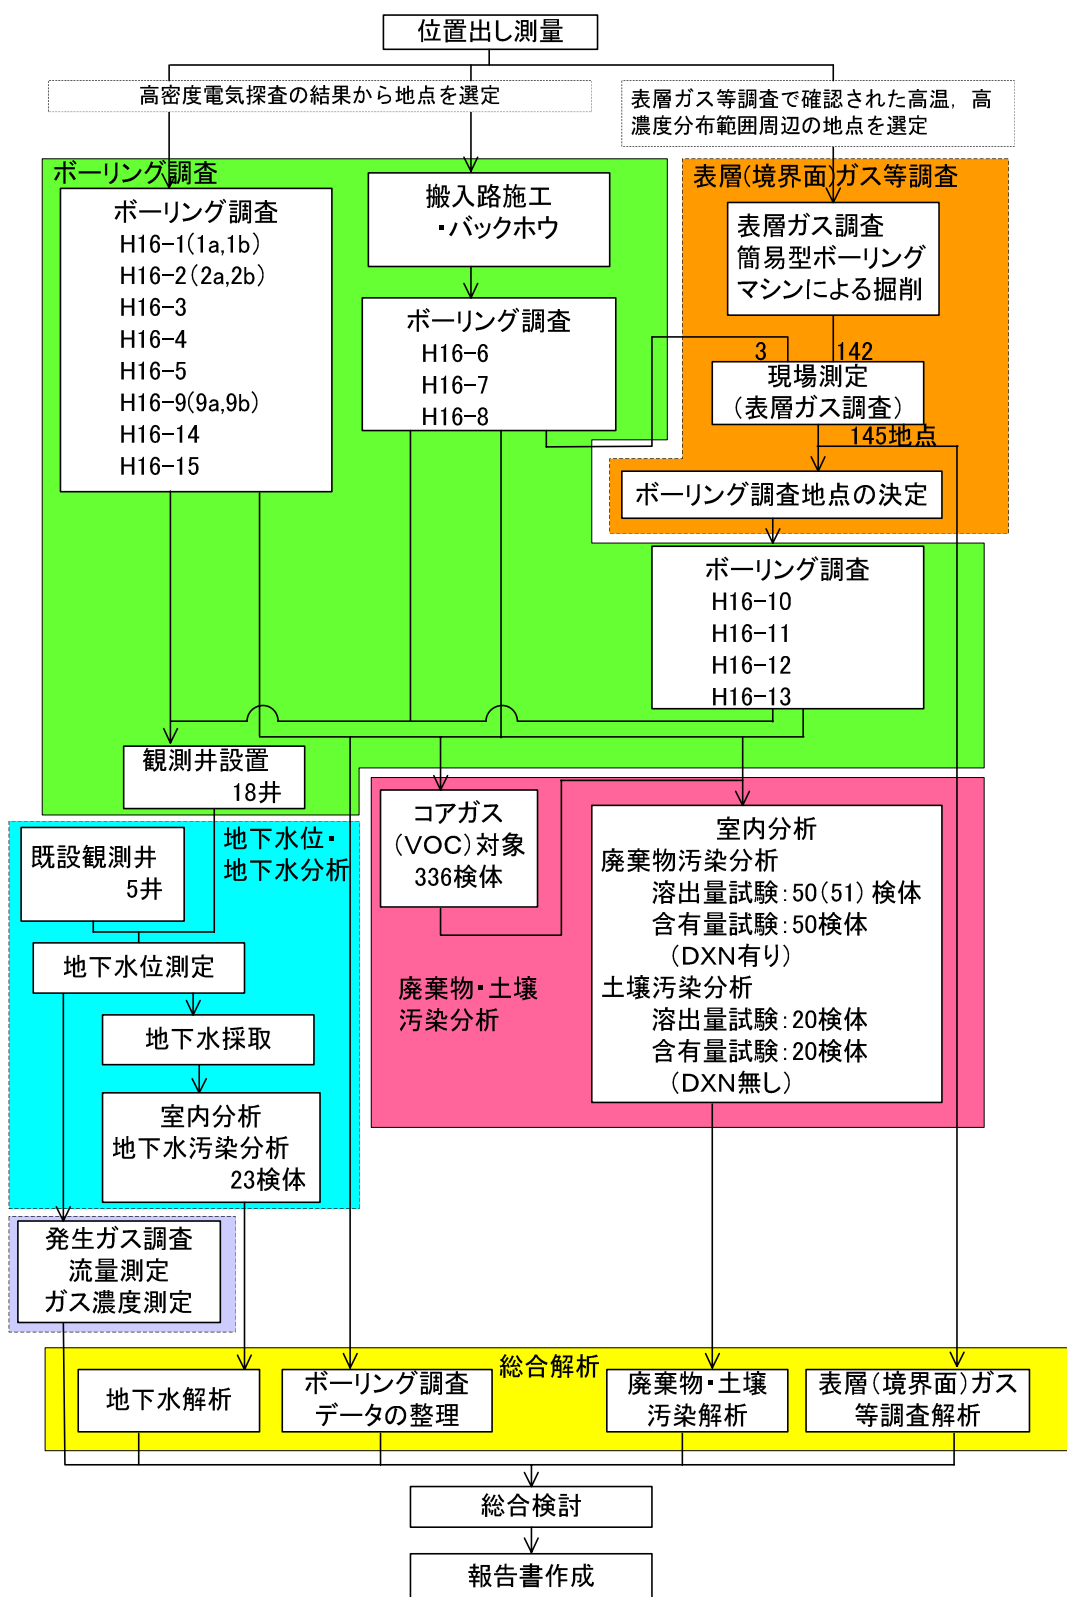 位置出し測量
高密度電気探査の結果から地点を選定
表層ガス等調査で確認された高温，高
濃度分布範囲周辺の地点を選定
ボーリング調査
ボーリング調査
H16-1(1a,1b)
H16-2(2a,2b)
H16-3
H16-4
H16-5
H16-9(9a,9b)
H16-14
H16-15
搬入路施工
・バックホウ
ボーリング調査
H16-6
H16-7
H16-8
表層(境界面)ガス等調査
表層ガス調査
簡易型ボーリング
マシンによる掘削
3
142
現場測定
(表層ガス調査)
145地点
ボーリング調査地点の決定
ボーリング調査
H16-10
H16-11
H16-12
H16-13
観測井設置
18井
地下水位・
地下水分析
既設観測井
5井
地下水位測定
地下水採取
室内分析
地下水汚染分析
23検体
コアガス
(VOC)対象
336検体
廃棄物・土壌
汚染分析
室内分析
廃棄物汚染分析
溶出量試験:50(51)検体
含有量試験:50検体
(DXN有り)
土壌汚染分析
溶出量試験:20検体
含有量試験:20検体
(DXN無し)
発生ガス調査
流量測定
ガス濃度測定
総合解析
地下水解析
ボーリング調査
データの整理
廃棄物・土壌
汚染解析
表層(境界面)ガス
等調査解析
総合検討
報告書作成